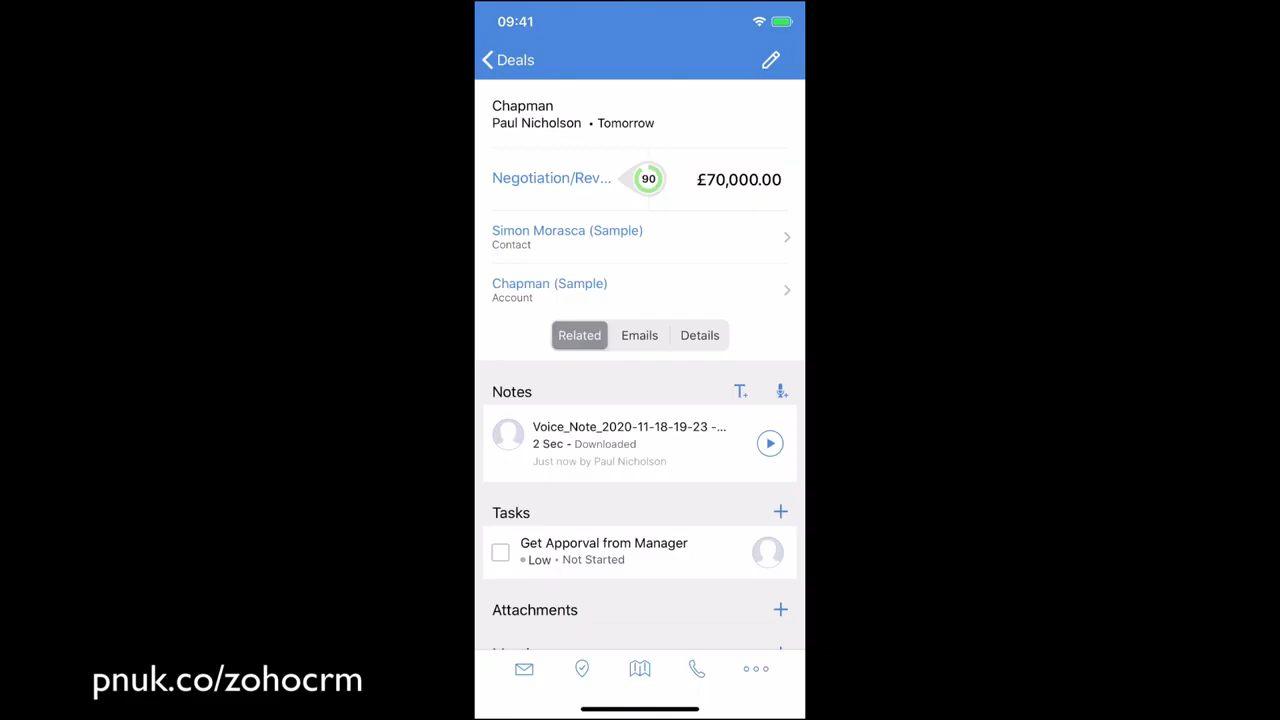 09:41
Deals
Chapman
Paul Nicholson • Tomorrow
Negotiation/Rev... 90 £70,000.00
Simon Morasca (Sample)
Contact
Chapman (Sample)
Account
Related Emails Details
Notes
Voice_Note_2020-11-18-19-23 -...
2 Sec - Downloaded
Just now by Paul Nicholson
Tasks
Get Apporval from Manager
Low • Not Started
Attachments
pnuk.co/zohocrm